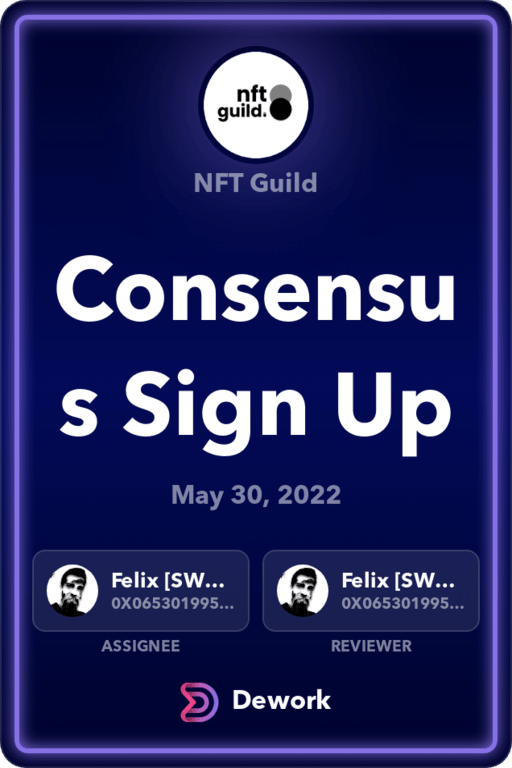 nft
guild.
NFT Guild
Consensu
s Sign Up
May 30, 2022
Felix [SW...
0X065301995...
ASSIGNEE
Felix [SW...
0X065301995...
REVIEWER
Dework